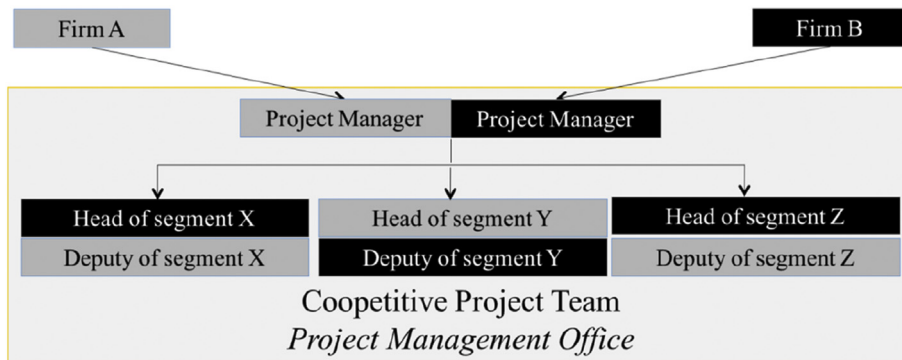 Firm A
Firm B
Project Manager
Project Manager
Head of segment X
Head of segment Y
Head of segment Z
Deputy of segment X
Deputy of segment Y
Deputy of segment Z
Coopetitive Project Team
Project Management Office